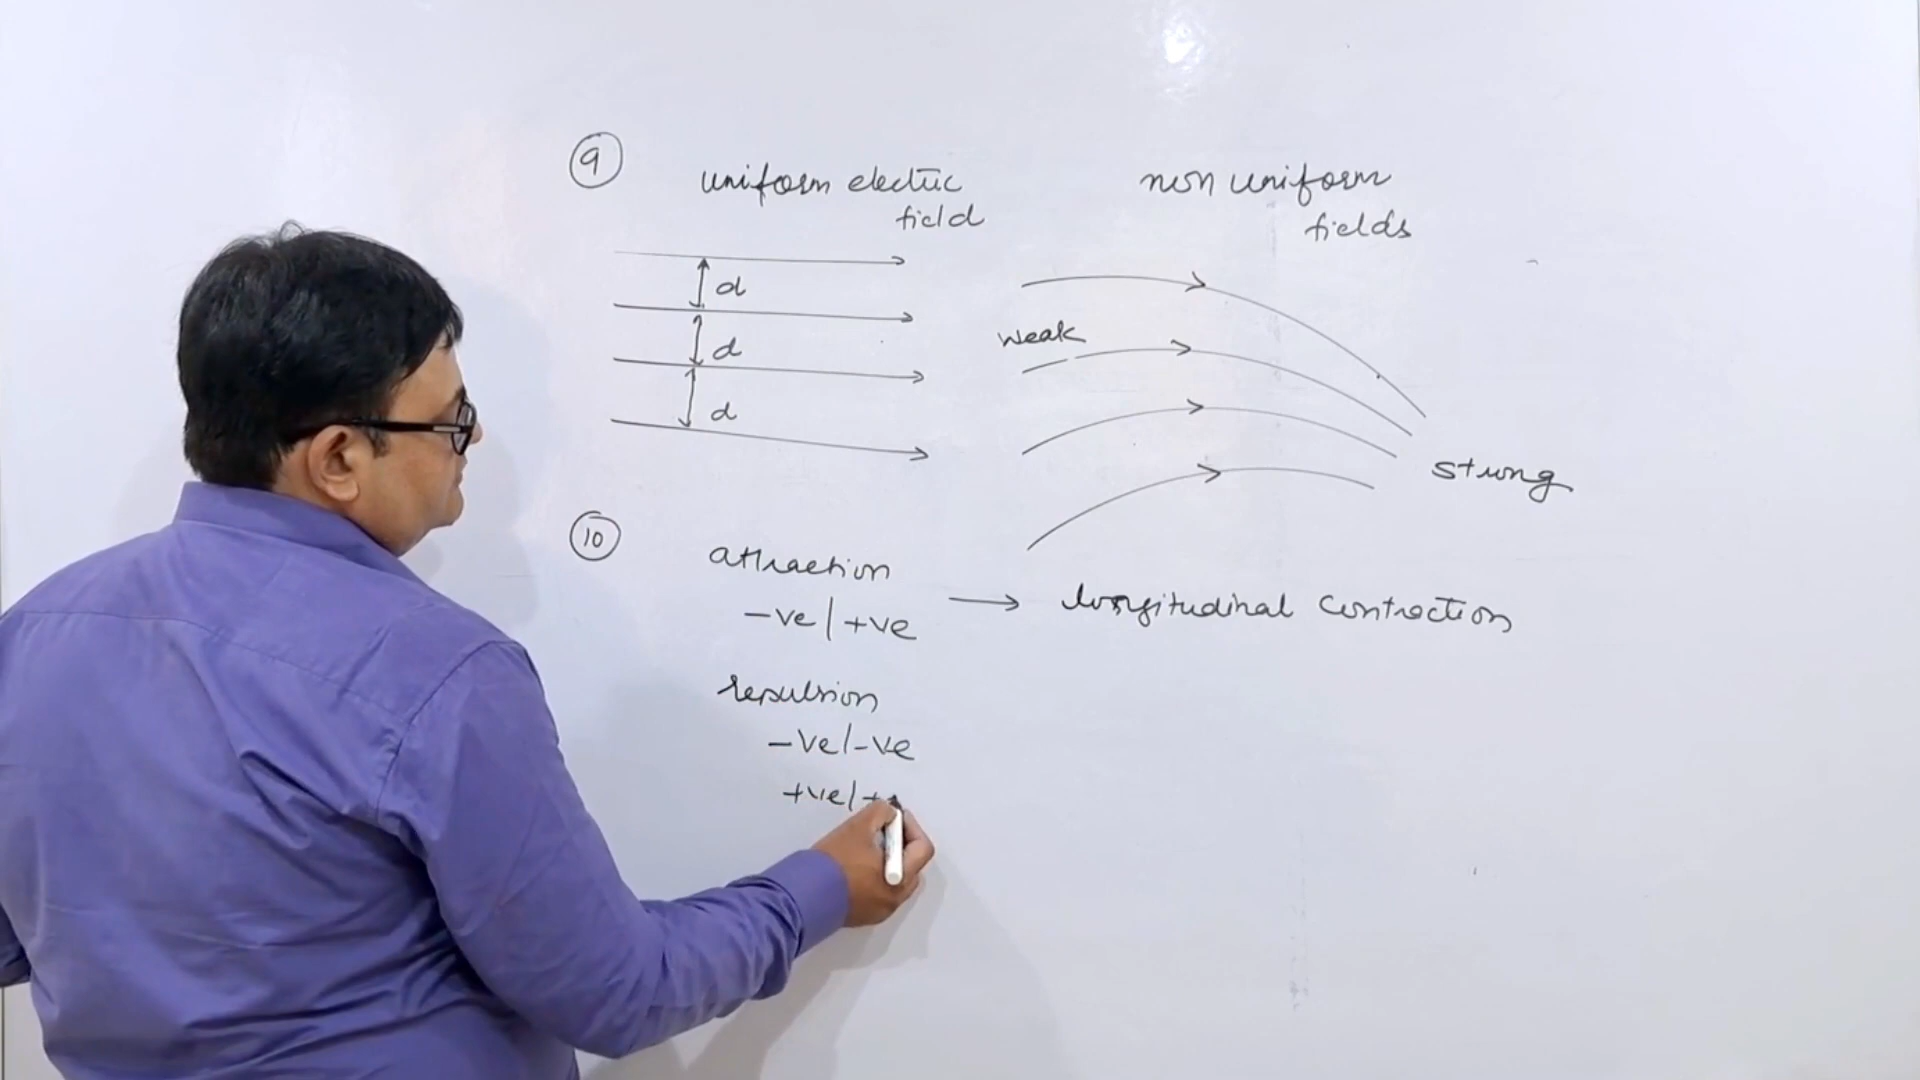 9
uniform electric
field
d
d
d
non uniform
fields
weak
strong
10
attraction
-ve | +ve
→ longitudinal contraction
repulsion
-ve/-ve
+ve/+